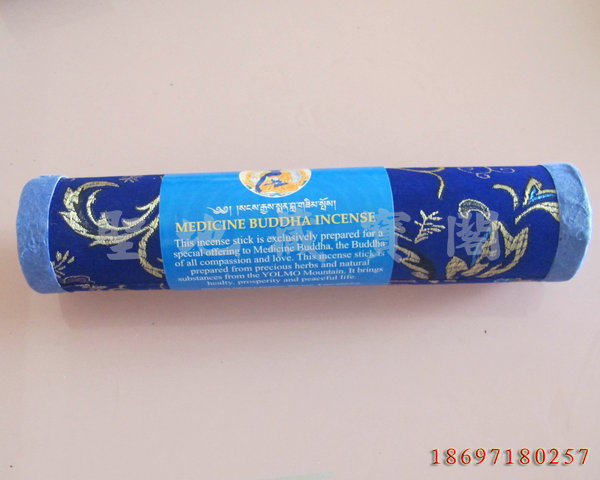 ༄༅། །སངས་རྒྱས་སྨན་བླ་གཟིམ་སྤོས།
MEDICINE BUDDHA INCENSE
This incense stick is exclusively prepared for a
special offering to Medicine Buddha, the Buddha
of all compassion and love. This incense stick is
prepared from precious herbs and natural
substances from the YOLMO Mountain. It brings
healty, prosperity and peaceful life.
18697180257